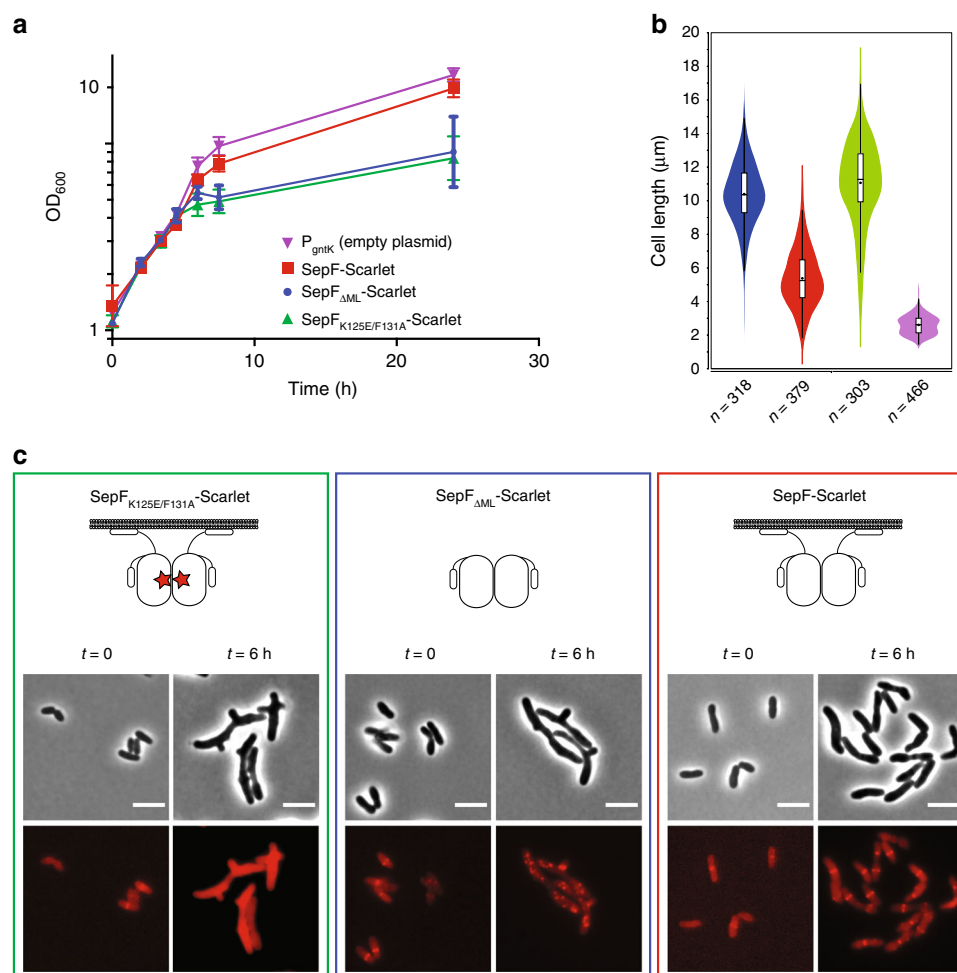 a
OD600
10
1
PgntK (empty plasmid)
SepF-Scarlet
SepFΔML-Scarlet
SepFK125E/F131A-Scarlet
0
10
20
30
Time (h)
b
Cell length (μm)
20
18
16
14
12
10
8
6
4
2
0
n = 318
n = 379
n = 303
n = 466
c
SepFK125E/F131A-Scarlet
t = 0
t = 6 h
SepFΔML-Scarlet
t = 0
t = 6 h
SepF-Scarlet
t = 0
t = 6 h